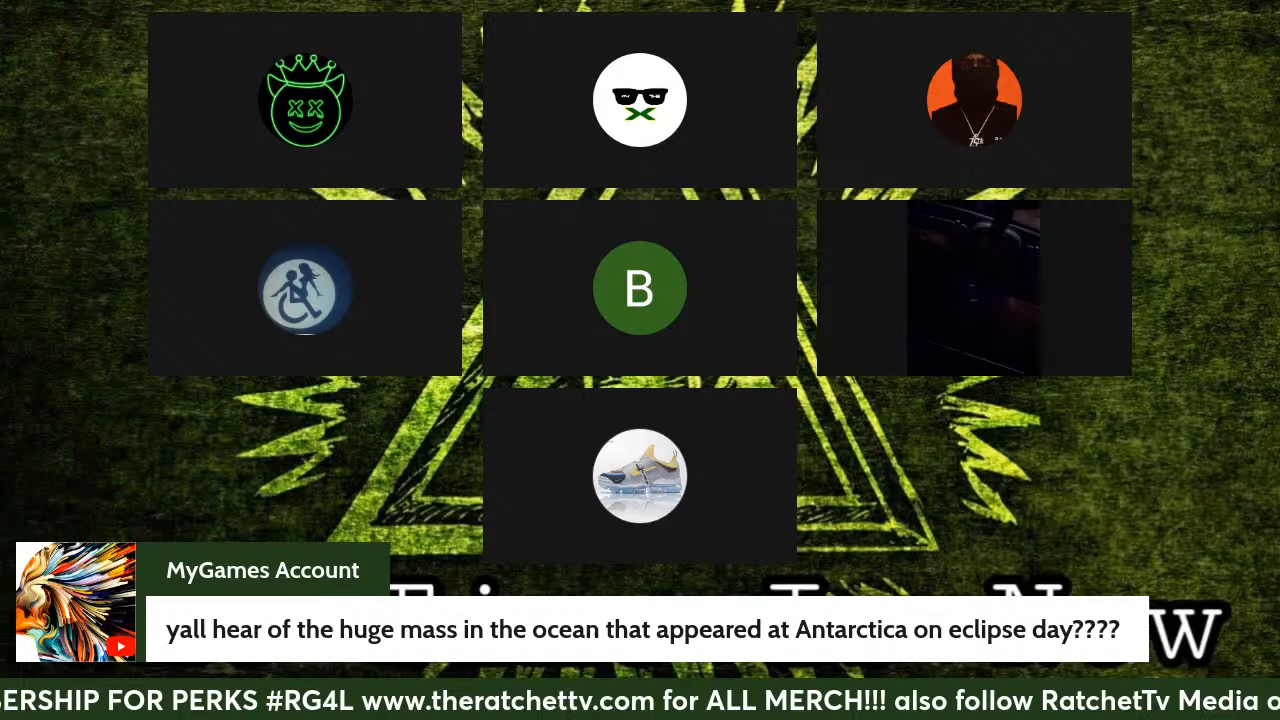 B
MyGames Account
yall hear of the huge mass in the ocean that appeared at Antarctica on eclipse day????
W
BERSHIP FOR PERKS #RG4L www.theratchettv.com for ALL MERCH!!! also follow RatchetTv Media